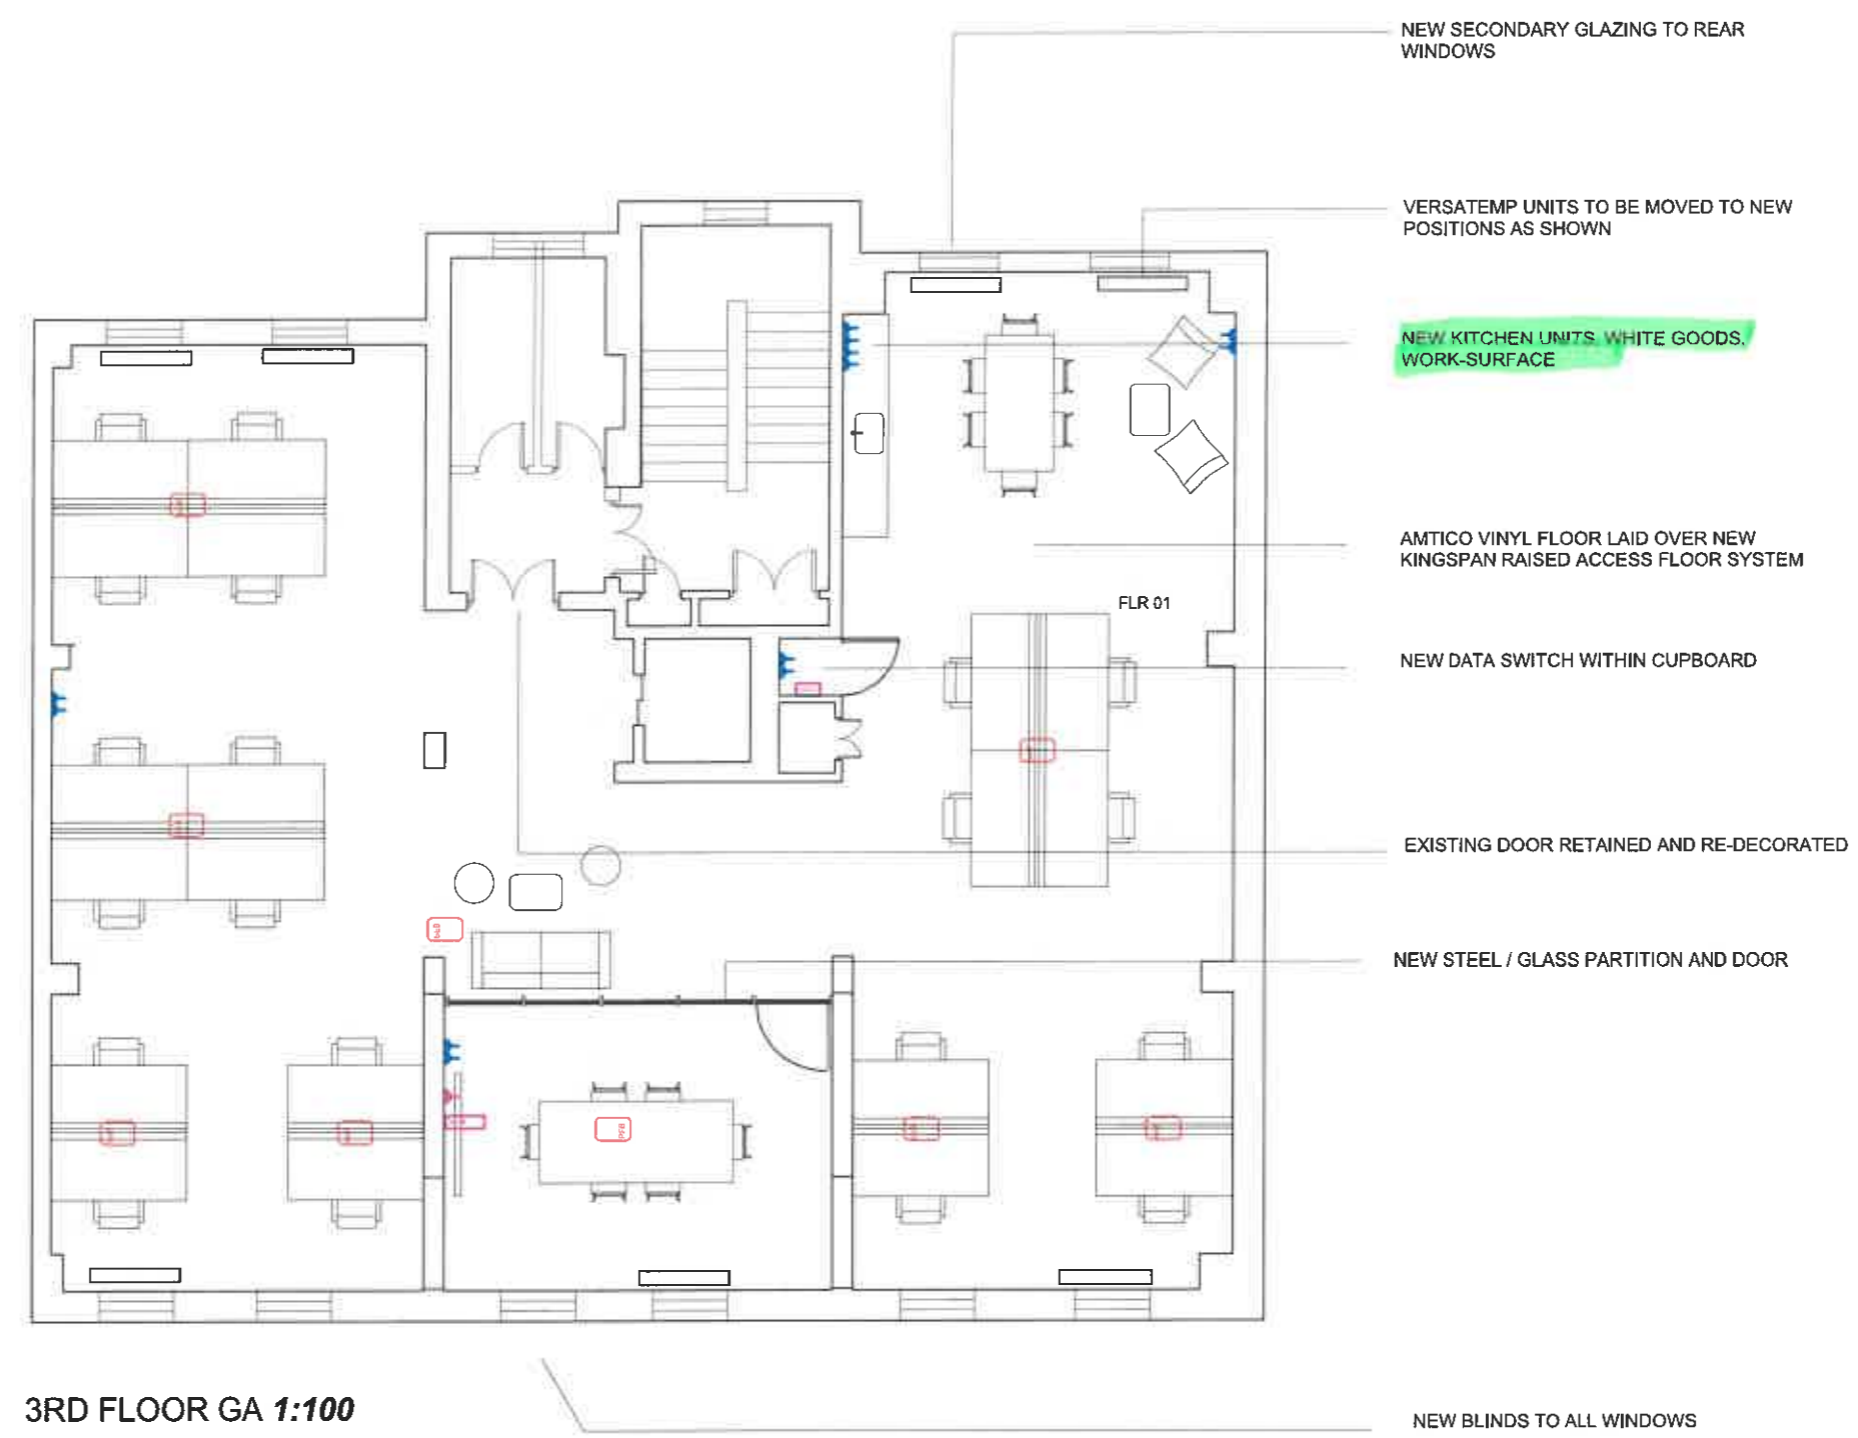 NEW SECONDARY GLAZING TO REAR
WINDOWS
VERSATEMP UNITS TO BE MOVED TO NEW
POSITIONS AS SHOWN
NEW KITCHEN UNITS, WHITE GOODS,
WORK-SURFACE
AMTICO VINYL FLOOR LAID OVER NEW
KINGSPAN RAISED ACCESS FLOOR SYSTEM
FLR 01
NEW DATA SWITCH WITHIN CUPBOARD
EXISTING DOOR RETAINED AND RE-DECORATED
NEW STEEL / GLASS PARTITION AND DOOR
3RD FLOOR GA 1:100
NEW BLINDS TO ALL WINDOWS